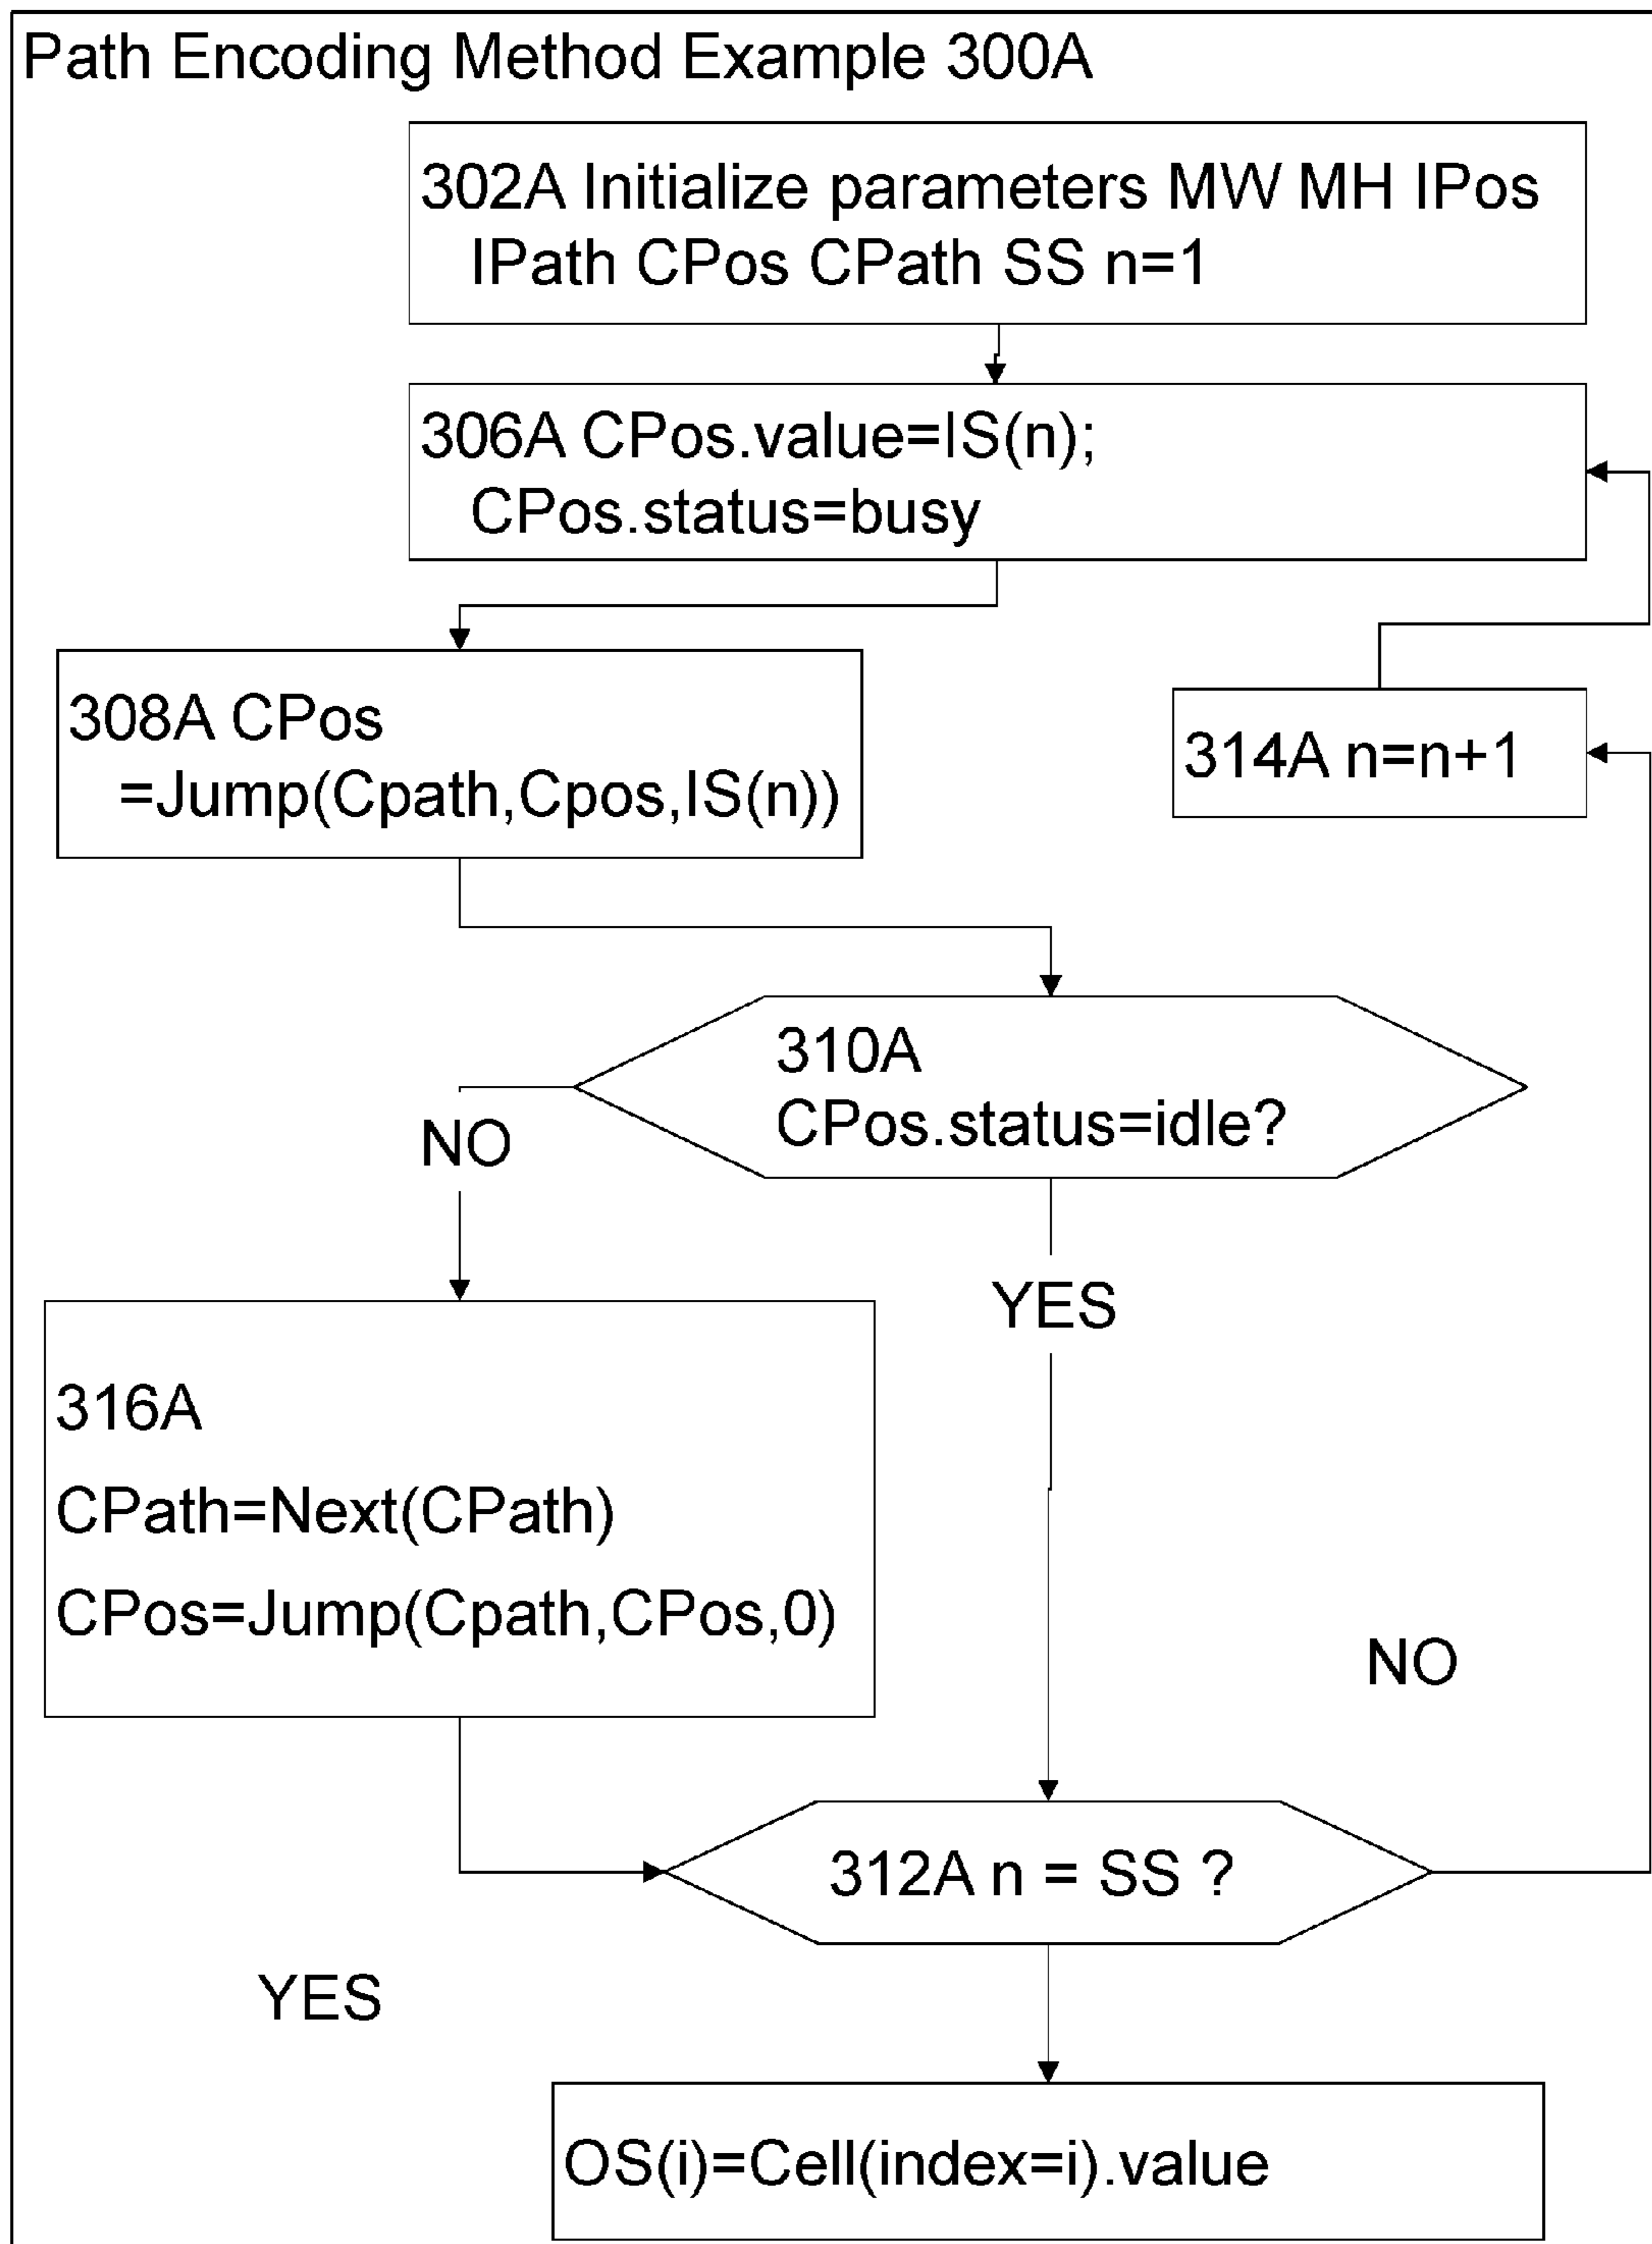 Path Encoding Method Example 300A
302A Initialize parameters MW MH IPos
IPath CPos CPath SS n=1
306A CPos.value=IS(n);
CPos.status=busy
308A CPos
=Jump(Cpath,Cpos,IS(n))
314A n=n+1
310A
CPos.status=idle?
NO
YES
316A
CPath=Next(CPath)
CPos=Jump(Cpath,CPos,0)
NO
312A n = SS ?
YES
OS(i)=Cell(index=i).value